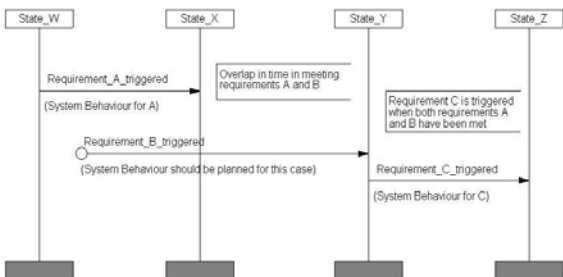 State_W
State_X
State_Y
State_Z
Requirement_A_triggered
(System Behaviour for A)
Overlap in time in meeting
requirements A and B
Requirement C is triggered
when both requirements A
and B have been met
Requirement_B_triggered
(System Behaviour should be planned for this case)
Requirement_C_triggered
(System Behaviour for C)